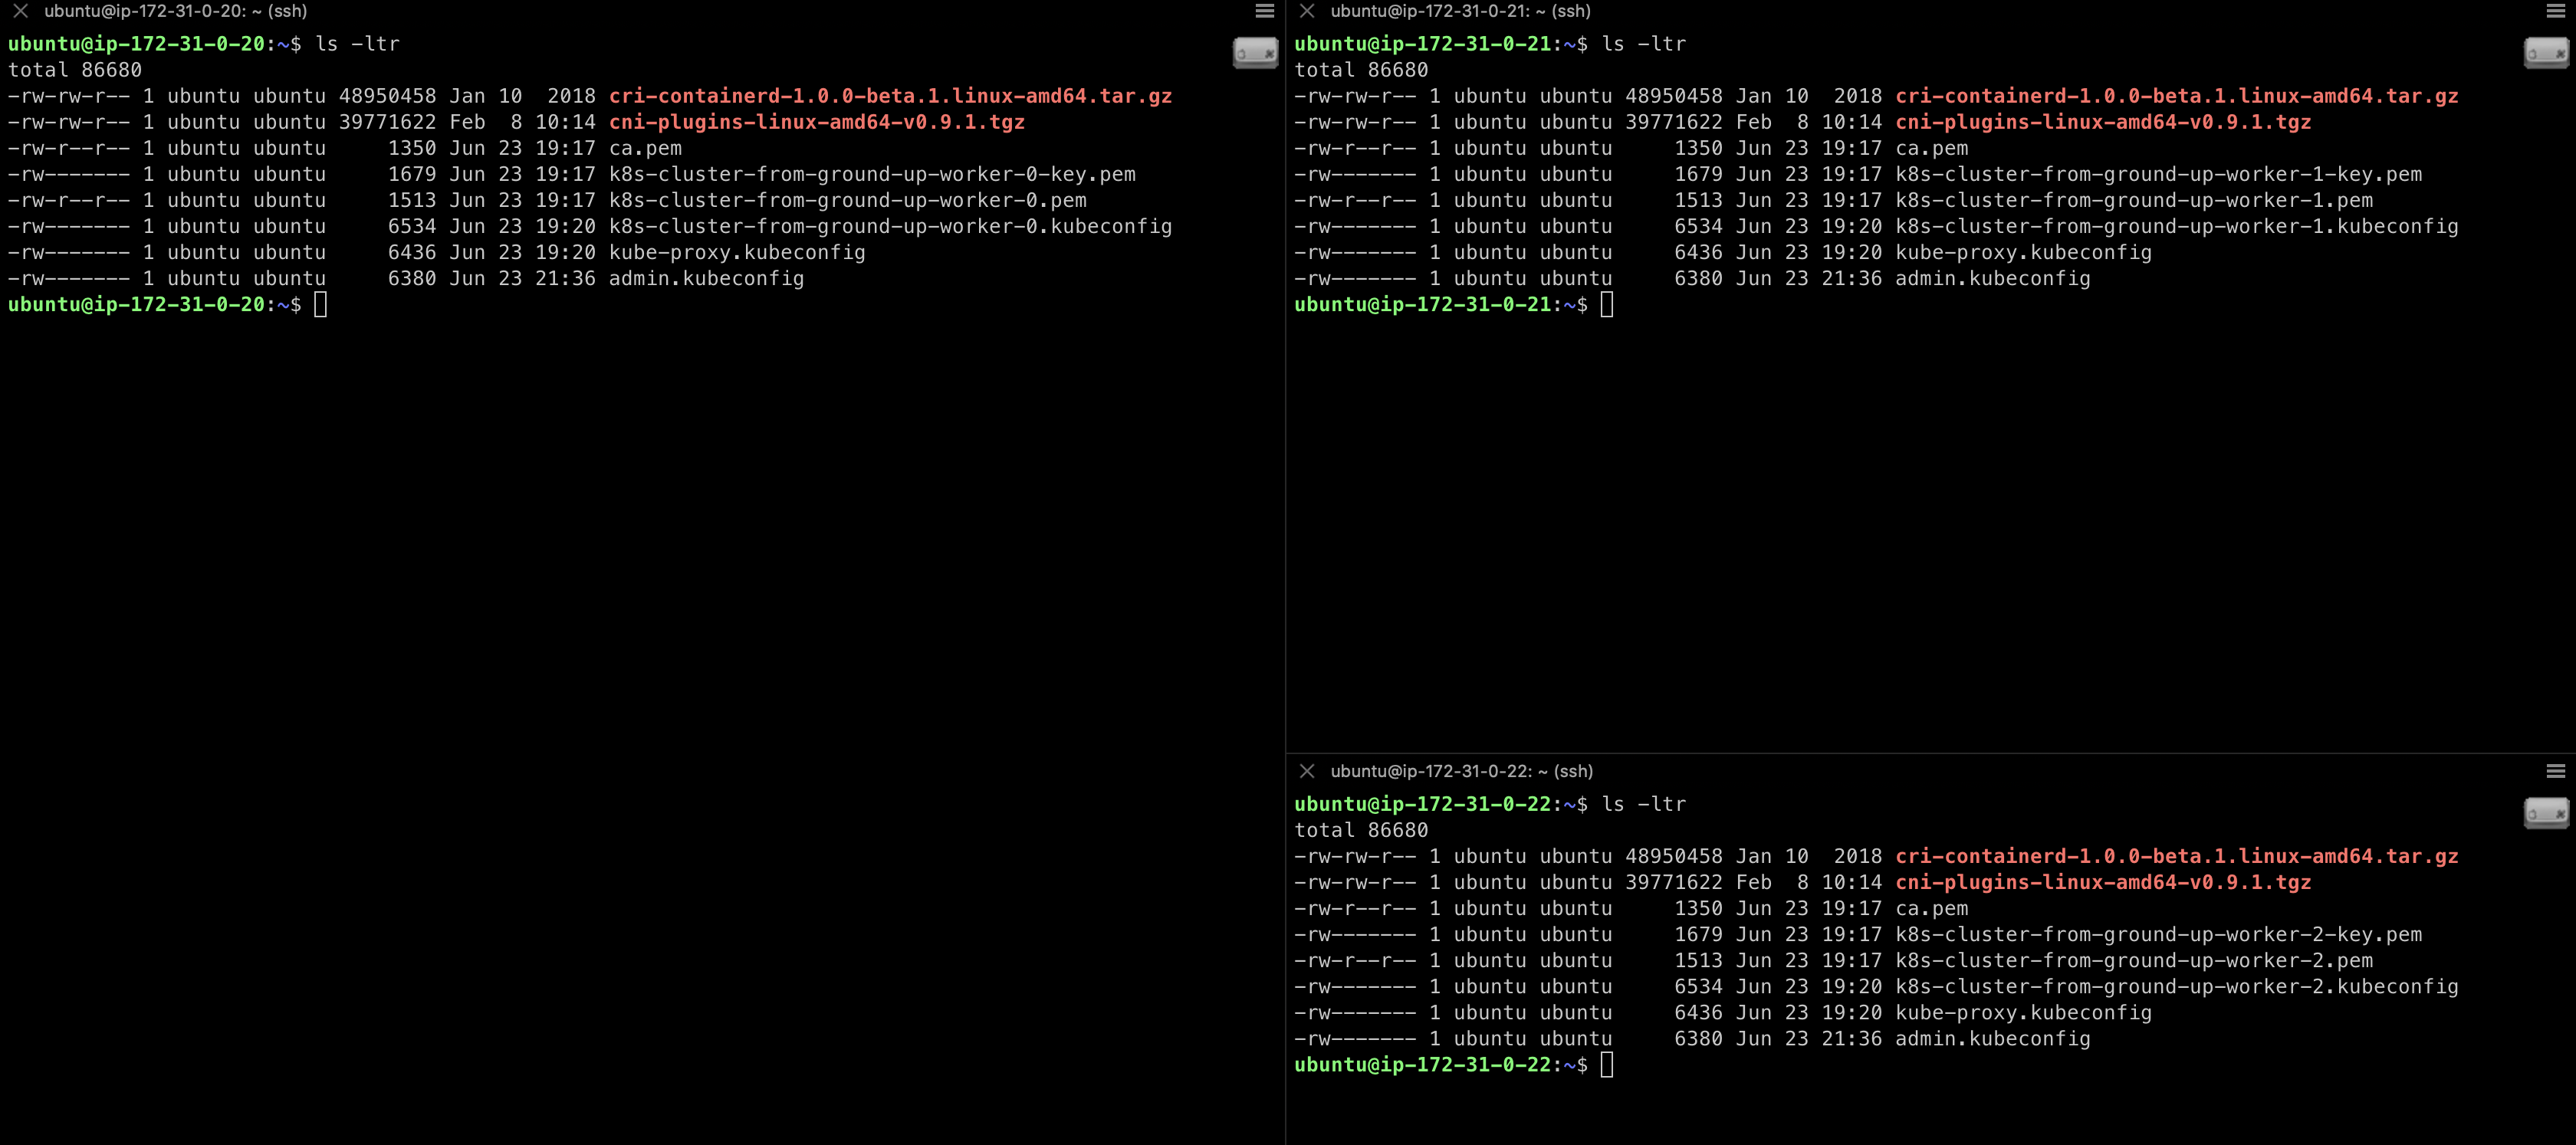 ubuntu@ip-172-31-0-20: ~ (ssh)
ubuntu@ip-172-31-0-20:~$ ls -ltr
total 86680
-rw-rw-r-- 1 ubuntu ubuntu 48950458 Jan 10  2018 cri-containerd-1.0.0-beta.1.linux-amd64.tar.gz
-rw-rw-r-- 1 ubuntu ubuntu 39771622 Feb  8 10:14 cni-plugins-linux-amd64-v0.9.1.tgz
-rw-r--r-- 1 ubuntu ubuntu     1350 Jun 23 19:17 ca.pem
-rw------- 1 ubuntu ubuntu     1679 Jun 23 19:17 k8s-cluster-from-ground-up-worker-0-key.pem
-rw-r--r-- 1 ubuntu ubuntu     1513 Jun 23 19:17 k8s-cluster-from-ground-up-worker-0.pem
-rw------- 1 ubuntu ubuntu     6534 Jun 23 19:20 k8s-cluster-from-ground-up-worker-0.kubeconfig
-rw------- 1 ubuntu ubuntu     6436 Jun 23 19:20 kube-proxy.kubeconfig
-rw------- 1 ubuntu ubuntu     6380 Jun 23 21:36 admin.kubeconfig
ubuntu@ip-172-31-0-20:~$
ubuntu@ip-172-31-0-21: ~ (ssh)
ubuntu@ip-172-31-0-21:~$ ls -ltr
total 86680
-rw-rw-r-- 1 ubuntu ubuntu 48950458 Jan 10  2018 cri-containerd-1.0.0-beta.1.linux-amd64.tar.gz
-rw-rw-r-- 1 ubuntu ubuntu 39771622 Feb  8 10:14 cni-plugins-linux-amd64-v0.9.1.tgz
-rw-r--r-- 1 ubuntu ubuntu     1350 Jun 23 19:17 ca.pem
-rw------- 1 ubuntu ubuntu     1679 Jun 23 19:17 k8s-cluster-from-ground-up-worker-1-key.pem
-rw-r--r-- 1 ubuntu ubuntu     1513 Jun 23 19:17 k8s-cluster-from-ground-up-worker-1.pem
-rw------- 1 ubuntu ubuntu     6534 Jun 23 19:20 k8s-cluster-from-ground-up-worker-1.kubeconfig
-rw------- 1 ubuntu ubuntu     6436 Jun 23 19:20 kube-proxy.kubeconfig
-rw------- 1 ubuntu ubuntu     6380 Jun 23 21:36 admin.kubeconfig
ubuntu@ip-172-31-0-21:~$
ubuntu@ip-172-31-0-22: ~ (ssh)
ubuntu@ip-172-31-0-22:~$ ls -ltr
total 86680
-rw-rw-r-- 1 ubuntu ubuntu 48950458 Jan 10  2018 cri-containerd-1.0.0-beta.1.linux-amd64.tar.gz
-rw-rw-r-- 1 ubuntu ubuntu 39771622 Feb  8 10:14 cni-plugins-linux-amd64-v0.9.1.tgz
-rw-r--r-- 1 ubuntu ubuntu     1350 Jun 23 19:17 ca.pem
-rw------- 1 ubuntu ubuntu     1679 Jun 23 19:17 k8s-cluster-from-ground-up-worker-2-key.pem
-rw-r--r-- 1 ubuntu ubuntu     1513 Jun 23 19:17 k8s-cluster-from-ground-up-worker-2.pem
-rw------- 1 ubuntu ubuntu     6534 Jun 23 19:20 k8s-cluster-from-ground-up-worker-2.kubeconfig
-rw------- 1 ubuntu ubuntu     6436 Jun 23 19:20 kube-proxy.kubeconfig
-rw------- 1 ubuntu ubuntu     6380 Jun 23 21:36 admin.kubeconfig
ubuntu@ip-172-31-0-22:~$